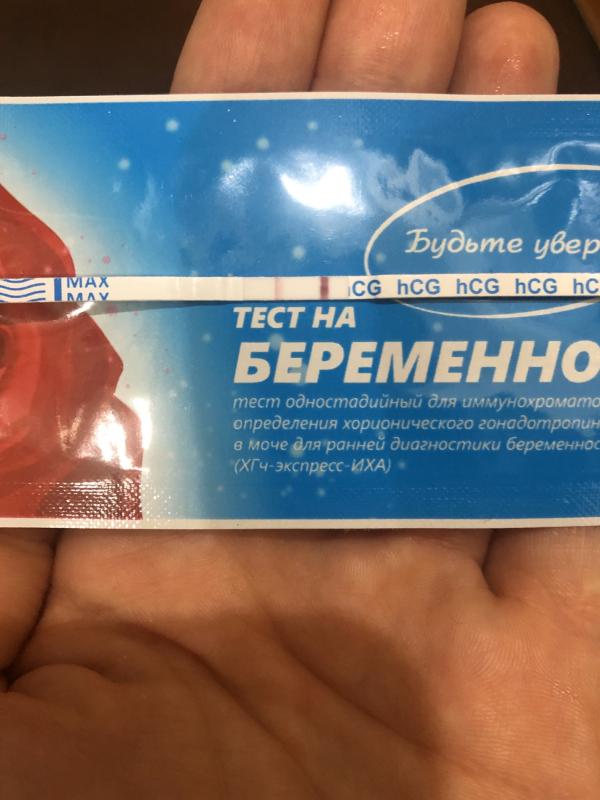 Будьте увер
MAX
MAX
CG hCG hCG hCG hC
ТЕСТ НА
БЕРЕМЕННО
тест одностадийный для иммунохромато
определения хорионического гонадотропин
в моче для ранней диагностики беременнос
(ХГч-экспресс-ИХА)